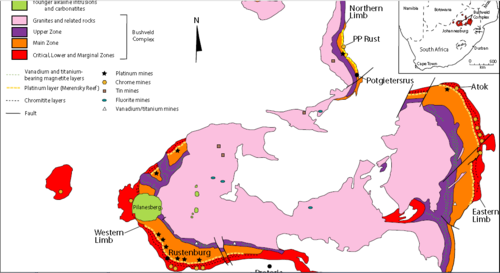 Younger alkaline intrusions
and carbonatites
Granites and related rocks
Upper Zone
Main Zone
Critical, Lower and Marginal Zones
Bushveld
Complex
Vanadium and titanium-
bearing magnetite layers
Platinum layer (Merensky Reef)
Chromitite layers
Fault
Platinum mines
Chrome mines
Tin mines
Fluorite mines
Vanadium/titanium mines
N
Northern
Limb
PP Rust
Potgietersrus
Namibia
Botswana
Bushveld
Complex
Johannesburg
South Africa
Durban
Cape Town
Atok
Eastern
Limb
Pilanesberg
Western
Limb
Rustenburg
Pretoria